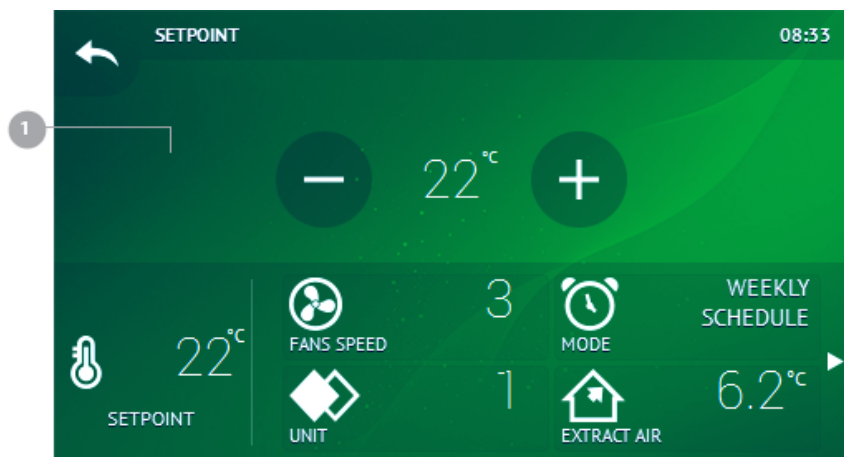 SETPOINT
08:33
1
22°C
22°C
SETPOINT
FANS SPEED
3
MODE
WEEKLY
SCHEDULE
UNIT
1
EXTRACT AIR
6.2°C